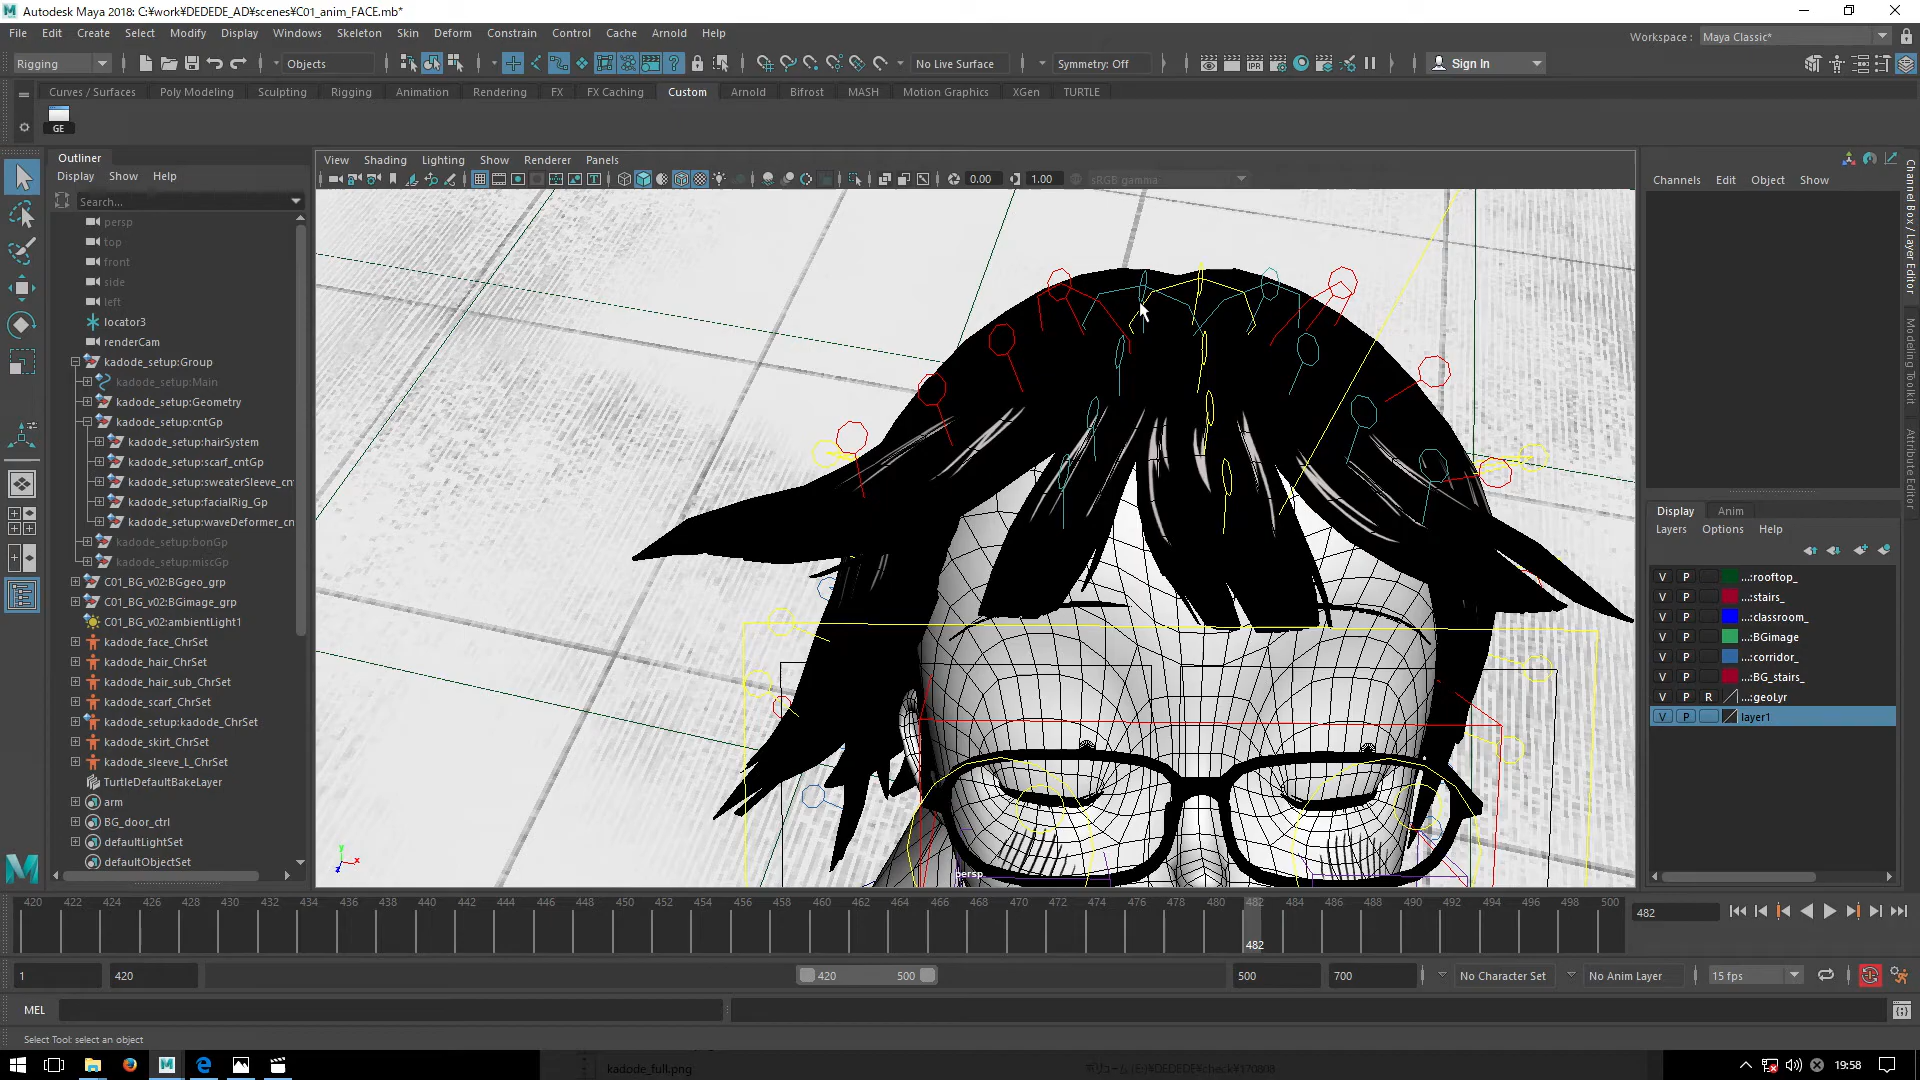 Autodesk Maya 2018: C:¥work¥DEDEDE_AD¥scenes¥C01_anim_FACE.mb*
File Edit Create Select Modify Display Windows Skeleton Skin Deform Constrain Control Cache Arnold Help
Workspace : Maya Classic*
Rigging Objects No Live Surface Symmetry: Off Sign In
Curves / Surfaces Poly Modeling Sculpting Rigging Animation Rendering FX FX Caching Custom Arnold Bifrost MASH Motion Graphics XGen TURTLE
GE
Outliner
Display Show Help
Search...
persp
top
front
side
left
locator3
renderCam
kadode_setup:Group
kadode_setup:Main
kadode_setup:Geometry
kadode_setup:cntGp
kadode_setup:hairSystem
kadode_setup:scarf_cntGp
kadode_setup:sweaterSleeve_cn
kadode_setup:facialRig_Gp
kadode_setup:waveDeformer_cn
kadode_setup:bonGp
kadode_setup:miscGp
C01_BG_v02:BGgeo_grp
C01_BG_v02:BGimage_grp
C01_BG_v02:ambientLight1
kadode_face_ChrSet
kadode_hair_ChrSet
kadode_hair_sub_ChrSet
kadode_scarf_ChrSet
kadode_setup:kadode_ChrSet
kadode_skirt_ChrSet
kadode_sleeve_L_ChrSet
TurtleDefaultBakeLayer
arm
BG_door_ctrl
defaultLightSet
defaultObjectSet
View Shading Lighting Show Renderer Panels
0.00 1.00 sRGB gamma
persp
Channels Edit Object Show
Channel Box / Layer Editor
Modeling Toolkit
Attribute Editor
Display Anim
Layers Options Help
V P ...:rooftop_
V P ...:stairs_
V P ...:classroom_
V P ...:BGimage
V P ...:corridor_
V P ...:BG_stairs_
V P R ...:geoLyr
V P layer1
420 422 424 426 428 430 432 434 436 438 440 442 444 446 448 450 452 454 456 458 460 462 464 466 468 470 472 474 476 478 480 482 484 486 488 490 492 494 496 498 500
482
482
1 420 420 500 500 700 No Character Set No Anim Layer 15 fps
MEL
Select Tool: select an object
kadode_full.png
19:58